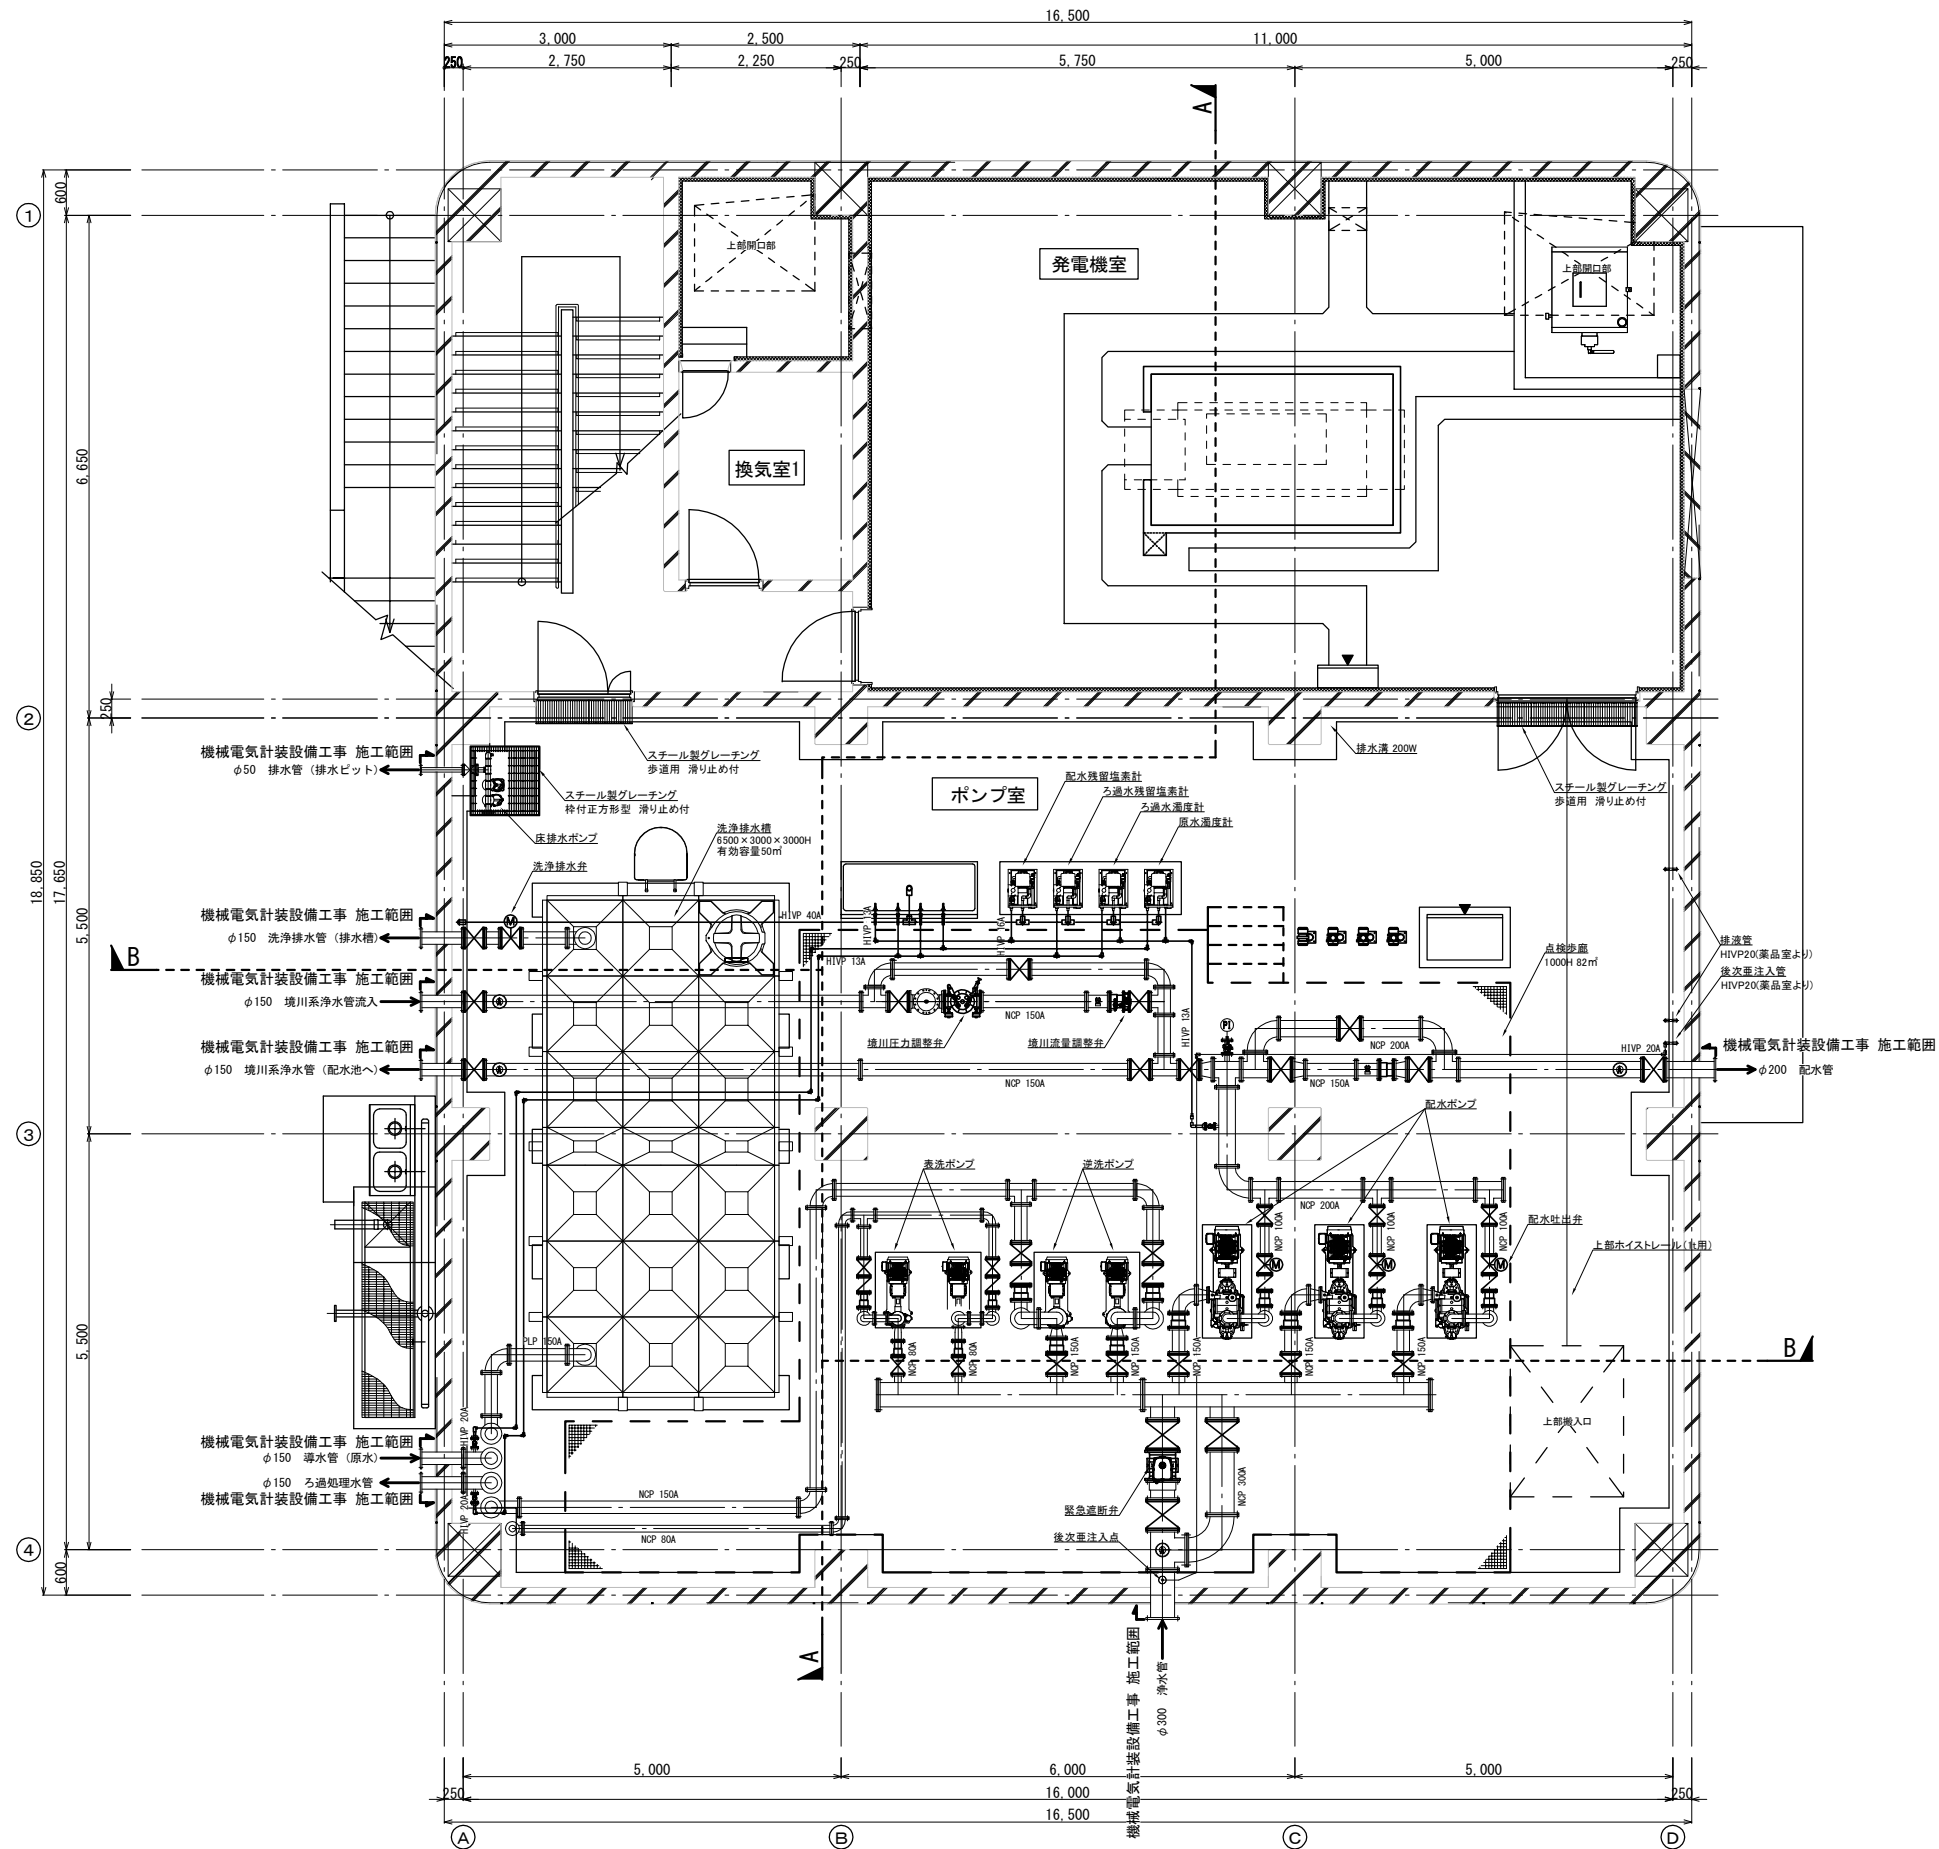 16,500
3,000
2,500
11,000
250
2,750
2,250
250
5,750
5,000
250
A
600
①
上部開口部
発電機室
上部開口部
6,650
換気室1
250
②
18,850
17,650
機械電気計装設備工事 施工範囲
φ50 排水管 (排水ピット)
スチール製グレーチング
歩道用 滑り止め付
スチール製グレーチング
枠付正方形型 滑り止め付
床排水ポンプ
排水溝 200W
スチール製グレーチング
歩道用 滑り止め付
ポンプ室
配水残留塩素計
ろ過水残留塩素計
ろ過水濁度計
原水濁度計
洗浄排水槽
6500×3000×3000H
有効容量50㎥
洗浄排水弁
M
5,500
機械電気計装設備工事 施工範囲
φ150 洗浄排水管 (排水槽)
HIVP 40A
HIVP 13A
HIVP 13A
B
機械電気計装設備工事 施工範囲
φ150 境川系浄水管流入
NCP 150A
境川圧力調整弁
境川流量調整弁
HIVP 13A
PI
点検歩廊
1000H 82㎡
排液管
HIVP20(薬品室より)
後次亜注入管
HIVP20(薬品室より)
機械電気計装設備工事 施工範囲
φ150 境川系浄水管 (配水池へ)
NCP 150A
NCP 200A
NCP 150A
HIVP 20A
機械電気計装設備工事 施工範囲
φ200 配水管
③
配水ポンプ
表洗ポンプ
逆洗ポンプ
NCP 200A
NCP 100A
NCP 100A
NCP 100A
配水吐出弁
上部ホイストレール(1t用)
M
M
M
5,500
PLP 150A
NCP 80A
NCP 80A
NCP 150A
NCP 150A
NCP 150A
NCP 150A
NCP 150A
B
上部搬入口
HIVP 20A
機械電気計装設備工事 施工範囲
φ150 導水管 (原水)
φ150 ろ過処理水管
機械電気計装設備工事 施工範囲
HIVP 20A
NCP 150A
NCP 80A
緊急遮断弁
NCP 300A
後次亜注入点
④
600
A
機械電気計装設備工事 施工範囲
φ300 浄水管
5,000
6,000
5,000
250
16,000
250
16,500
A
B
C
D